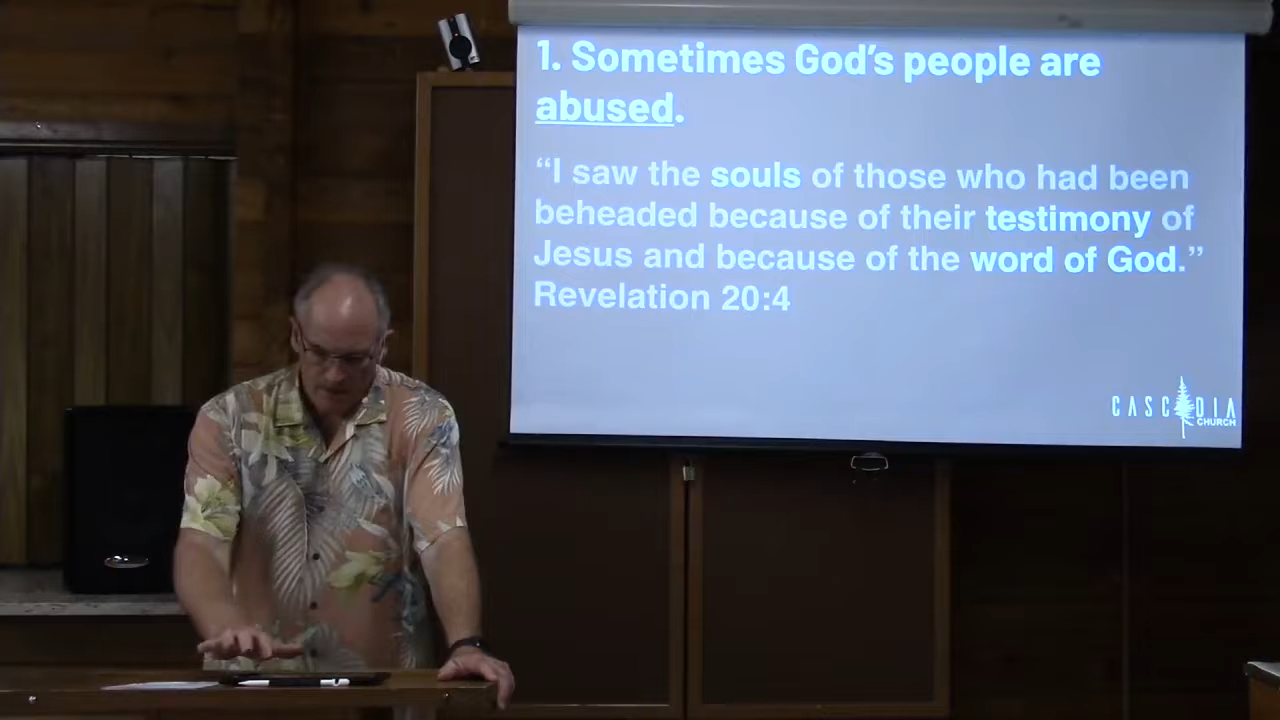 1. Sometimes God's people are
abused.
“I saw the souls of those who had been
beheaded because of their testimony of
Jesus and because of the word of God.”
Revelation 20:4
CASCADIA
CHURCH